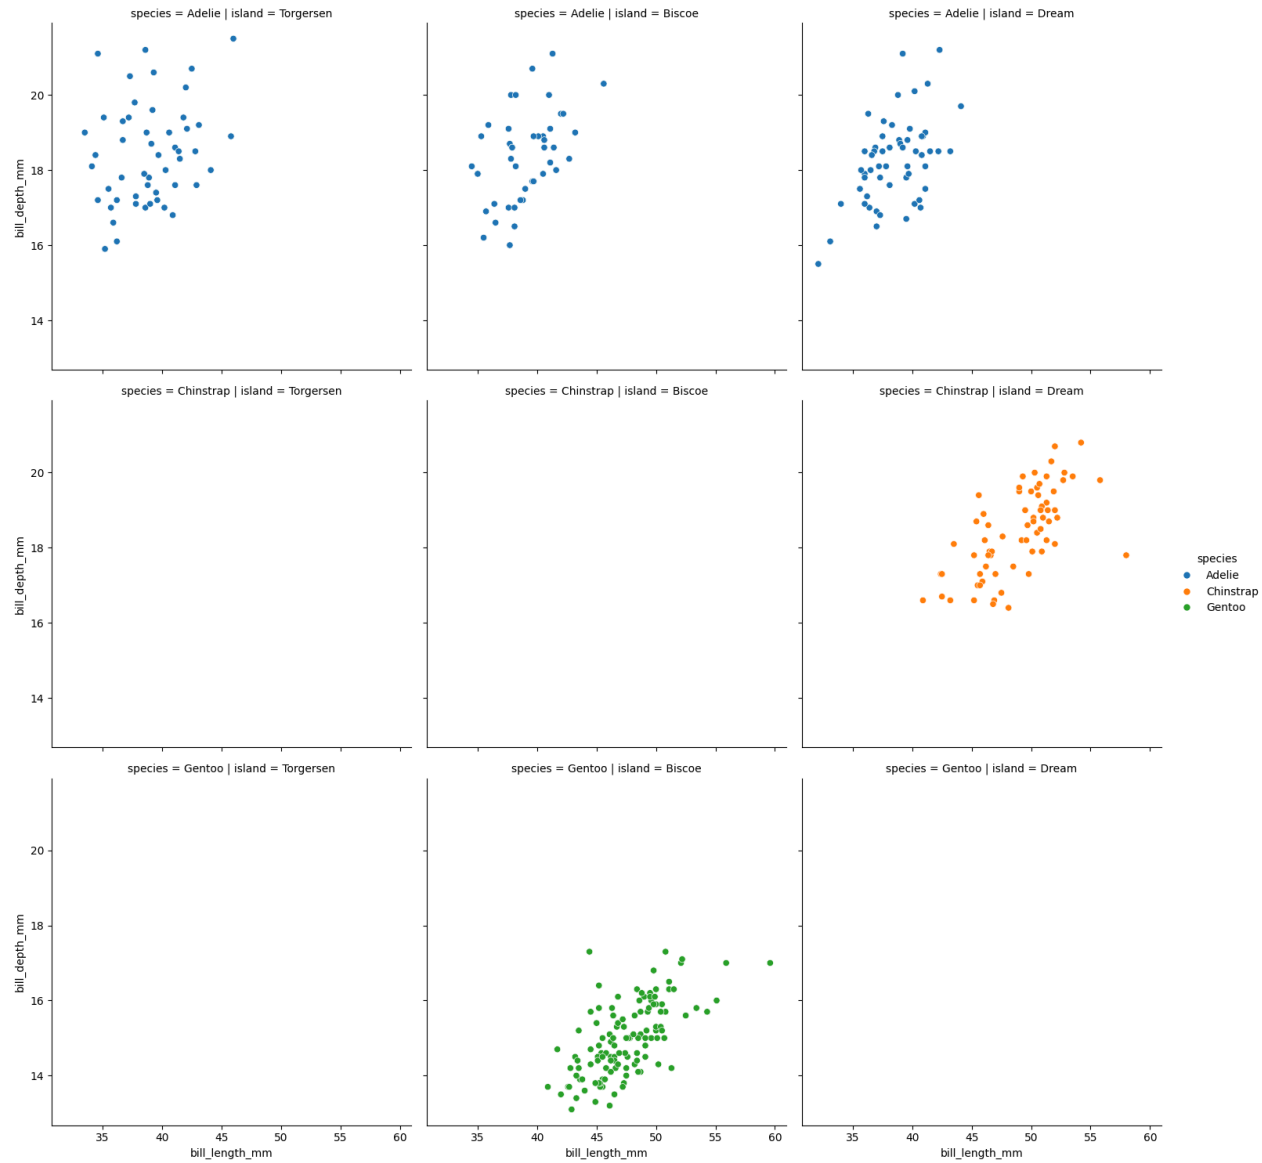 species = Adelie | island = Torgersen
species = Adelie | island = Biscoe
species = Adelie | island = Dream
bill_depth_mm
20
18
16
14
species = Chinstrap | island = Torgersen
species = Chinstrap | island = Biscoe
species = Chinstrap | island = Dream
bill_depth_mm
20
18
16
14
species
Adelie
Chinstrap
Gentoo
species = Gentoo | island = Torgersen
species = Gentoo | island = Biscoe
species = Gentoo | island = Dream
bill_depth_mm
20
18
16
14
35 40 45 50 55 60
bill_length_mm
35 40 45 50 55 60
bill_length_mm
35 40 45 50 55 60
bill_length_mm